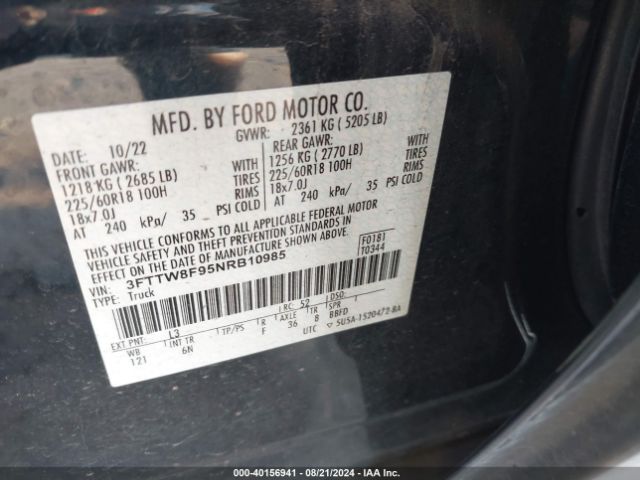 MFD. BY FORD MOTOR CO.
DATE: 10/22 GVWR: 2361 KG ( 5205 LB)
FRONT GAWR: REAR GAWR:
1218 KG ( 2685 LB) WITH 1256 KG ( 2770 LB) WITH
225/60R18 100H TIRES 225/60R18 100H TIRES
18x7.0J RIMS 18x7.0J RIMS
AT 240 kPa/ 35 PSI COLD AT 240 kPa/ 35 PSI COLD
THIS VEHICLE CONFORMS TO ALL APPLICABLE FEDERAL MOTOR
VEHICLE SAFETY AND THEFT PREVENTION STANDARDS IN
EFFECT ON THE DATE OF MANUFACTURE SHOWN ABOVE.
VIN: 3FTTW8F95NRB10985 F0181
TYPE: Truck T0344
EXT PNT: L3 RC: 52 DSO:
WB INT TR TP/PS R AXLE TR SPR
121 6N F 36 8 BBFD
UTC ▽ 5U5A-1520472-BA
000-40156941 / 08/21/2024 / IAA Inc.